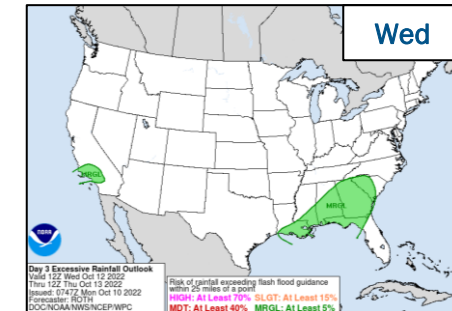 Wed
MRGL
MRGL
NOAA
Day 3 Excessive Rainfall Outlook
Valid 12Z Wed Oct 12 2022
Thru 12Z Thu Oct 13 2022
Issued: 0747Z Mon Oct 10 2022
Forecaster: ROTH
DOC/NOAA/NWS/NCEP/WPC
Risk of rainfall exceeding flash flood guidance
within 25 miles of a point
HIGH: At Least 70% SLGT: At Least 15%
MDT: At Least 40% MRGL: At Least 5%